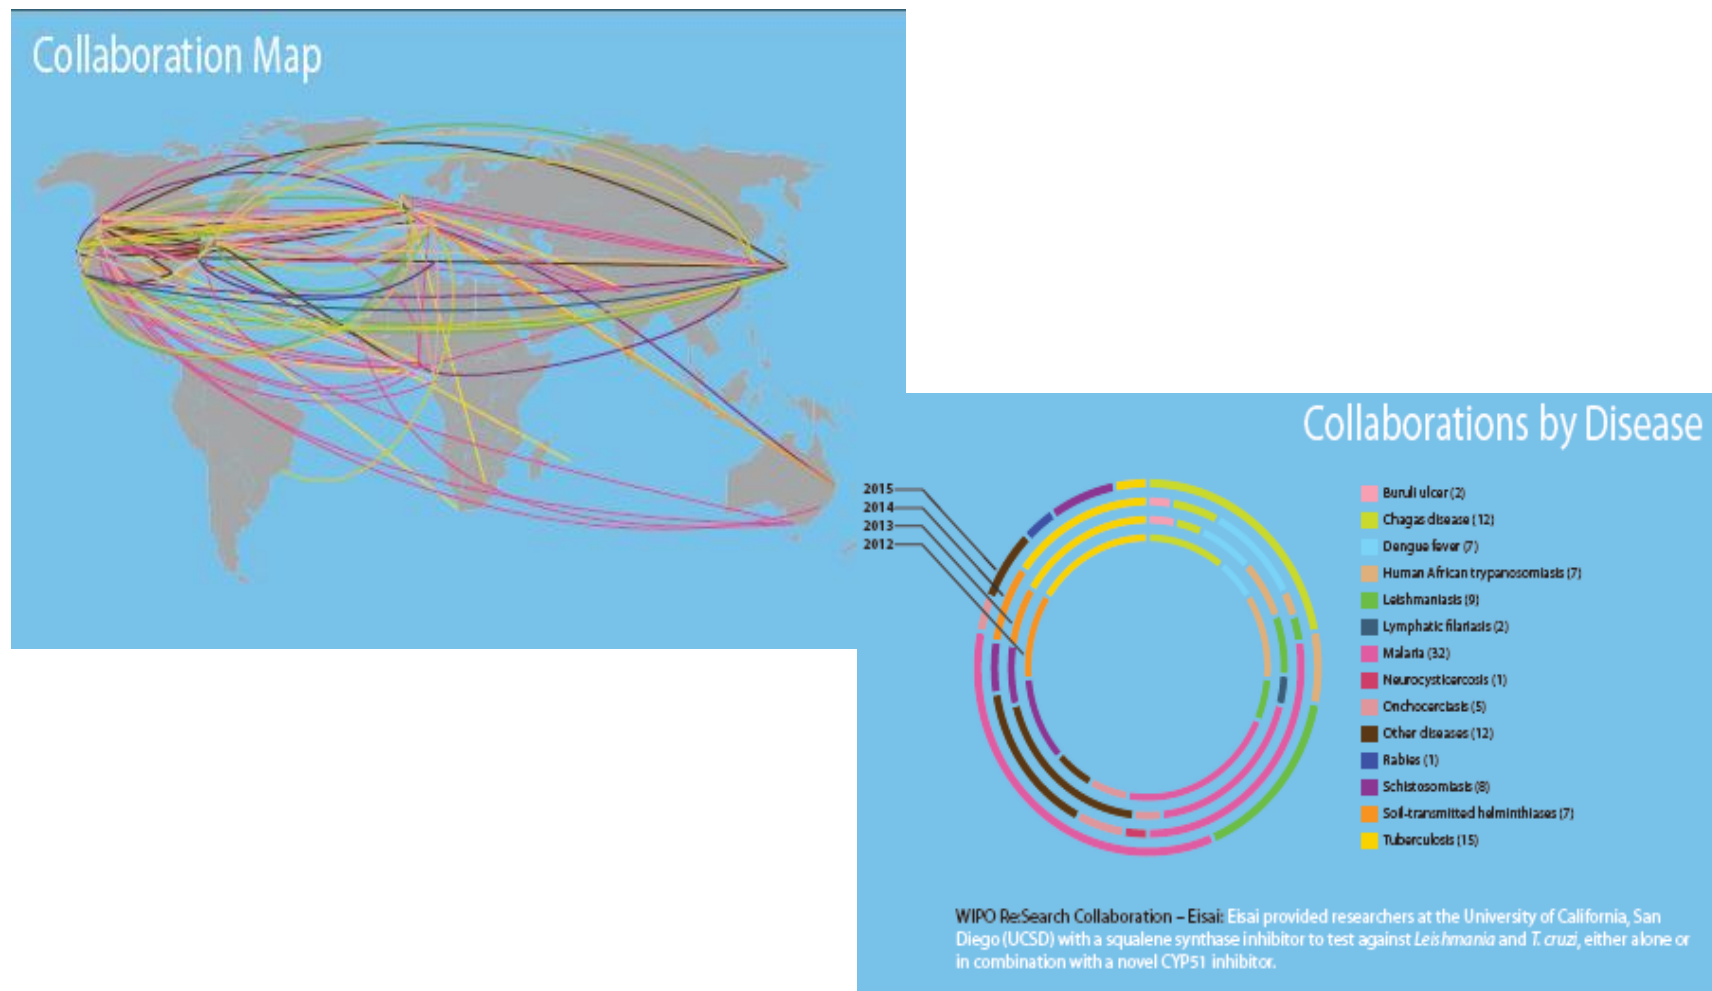 Collaboration Map
Collaborations by Disease
2015
2014
2013
2012
Buruli ulcer (2)
Chagas disease (12)
Dengue fever (7)
Human African trypanosomiasis (7)
Leishmaniasis (9)
Lymphatic filariasis (2)
Malaria (32)
Neurocysticercosis (1)
Onchocerciasis (5)
Other diseases (12)
Rabies (1)
Schistosomiasis (8)
Soil-transmitted helminthiases (7)
Tuberculosis (15)
WIPO Re:Search Collaboration – Eisai: Eisai provided researchers at the University of California, San
Diego (UCSD) with a squalene synthase inhibitor to test against Leishmania and T. cruzi, either alone or
in combination with a novel CYP51 inhibitor.